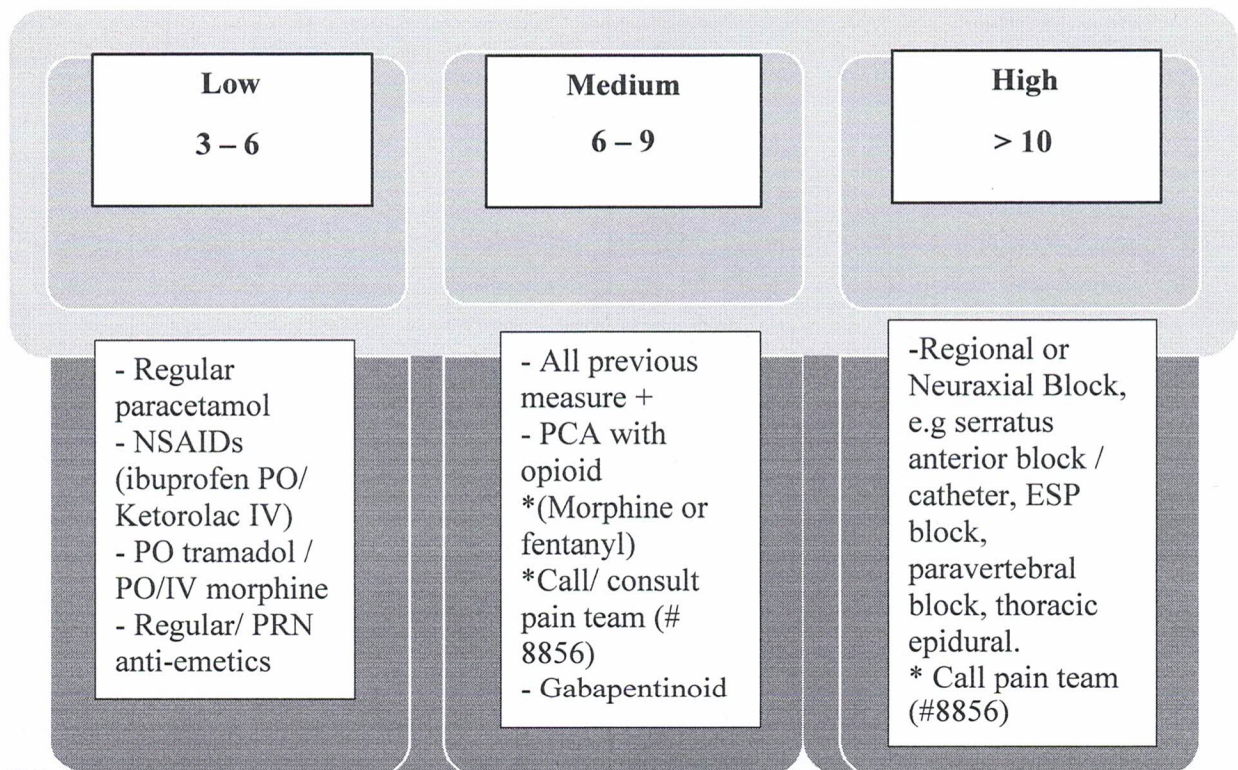 Low
3 – 6
Medium
6 – 9
High
> 10
- Regular
paracetamol
- NSAIDs
(ibuprofen PO/
Ketorolac IV)
- PO tramadol /
PO/IV morphine
- Regular/ PRN
anti-emetics
- All previous
measure +
- PCA with
opioid
*(Morphine or
fentanyl)
*Call/ consult
pain team (#
8856)
- Gabapentinoid
-Regional or
Neuraxial Block,
e.g serratus
anterior block /
catheter, ESP
block,
paravertebral
block, thoracic
epidural.
* Call pain team
(#8856)